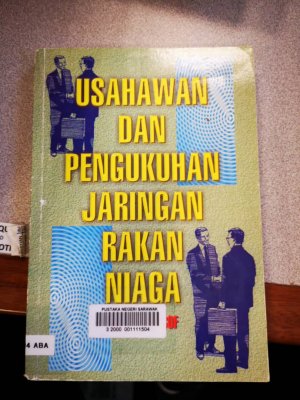 USAHAWAN
DAN
PENGUKUHAN
JARINGAN
RAKAN
NIAGA
PUSTAKA NEGERI SARAWAK
3 2000 001111504
4 ABA